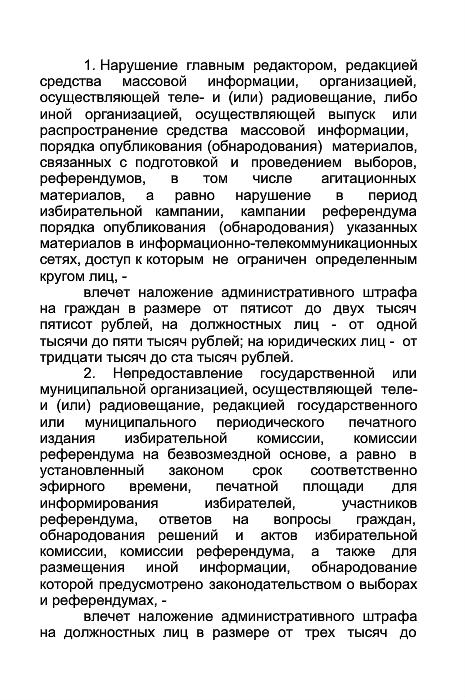 1. Нарушение главным редактором, редакцией
средства массовой информации, организацией,
осуществляющей теле- и (или) радиовещание, либо
иной организацией, осуществляющей выпуск или
распространение средства массовой информации,
порядка опубликования (обнародования) материалов,
связанных с подготовкой и проведением выборов,
референдумов, в том числе агитационных
материалов, а равно нарушение в период
избирательной кампании, кампании референдума
порядка опубликования (обнародования) указанных
материалов в информационно-телекоммуникационных
сетях, доступ к которым не ограничен определенным
кругом лиц, -
влечет наложение административного штрафа
на граждан в размере от пятисот до двух тысяч
пятисот рублей, на должностных лиц - от одной
тысячи до пяти тысяч рублей; на юридических лиц - от
тридцати тысяч до ста тысяч рублей.
2. Непредоставление государственной или
муниципальной организацией, осуществляющей теле-
и (или) радиовещание, редакцией государственного
или муниципального периодического печатного
издания избирательной комиссии, комиссии
референдума на безвозмездной основе, а равно в
установленный законом срок соответственно
эфирного времени, печатной площади для
информирования избирателей, участников
референдума, ответов на вопросы граждан,
обнародования решений и актов избирательной
комиссии, комиссии референдума, а также для
размещения иной информации, обнародование
которой предусмотрено законодательством о выборах
и референдумах, -
влечет наложение административного штрафа
на должностных лиц в размере от трех тысяч до